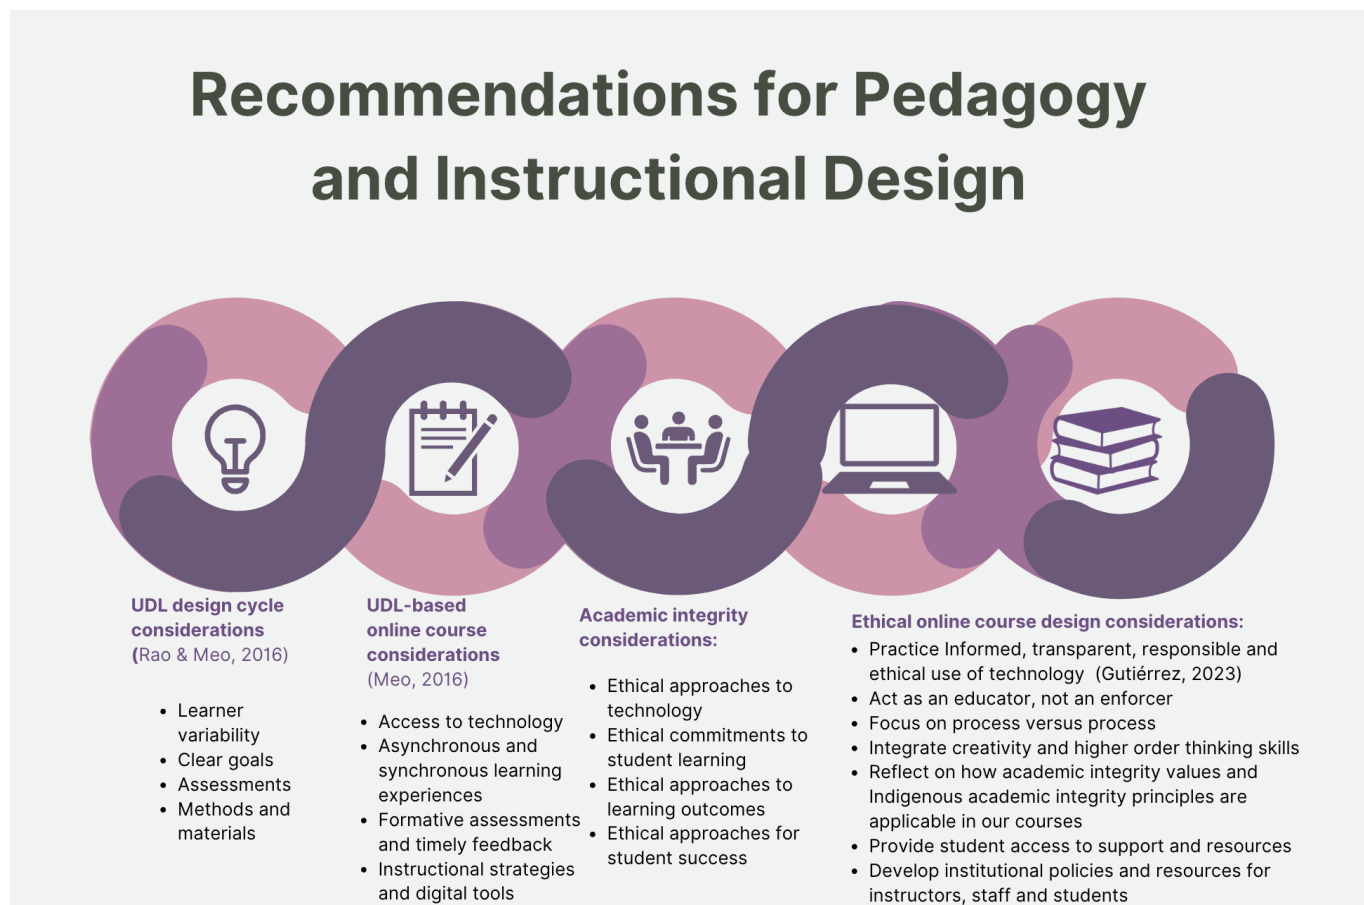 Recommendations for Pedagogy
and Instructional Design
UDL design cycle
considerations
(Rao & Meo, 2016)
• Learner
variability
• Clear goals
• Assessments
• Methods and
materials
UDL-based
online course
considerations
(Meo, 2016)
• Access to technology
• Asynchronous and
synchronous learning
experiences
• Formative assessments
and timely feedback
• Instructional strategies
and digital tools
Academic integrity
considerations:
• Ethical approaches to
technology
• Ethical commitments to
student learning
• Ethical approaches to
learning outcomes
• Ethical approaches for
student success
Ethical online course design considerations:
• Practice Informed, transparent, responsible and
ethical use of technology (Gutiérrez, 2023)
• Act as an educator, not an enforcer
• Focus on process versus process
• Integrate creativity and higher order thinking skills
• Reflect on how academic integrity values and
Indigenous academic integrity principles are
applicable in our courses
• Provide student access to support and resources
• Develop institutional policies and resources for
instructors, staff and students